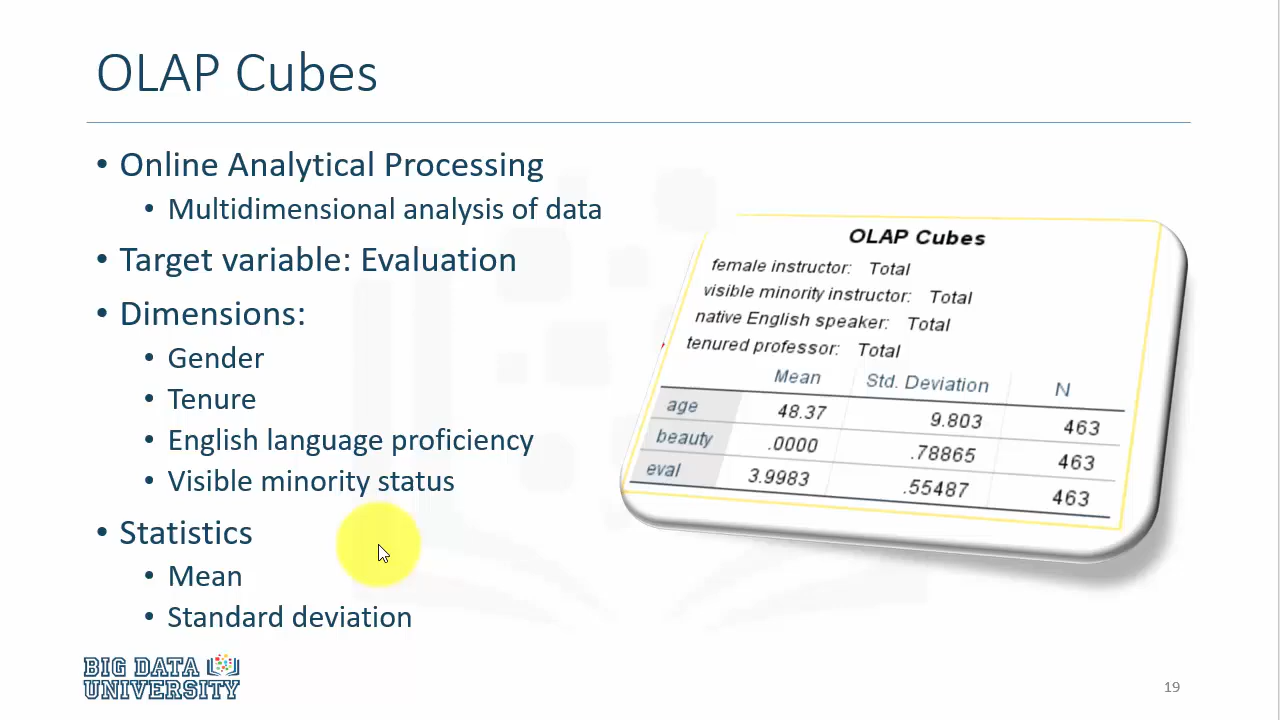 OLAP Cubes
• Online Analytical Processing
• Multidimensional analysis of data
• Target variable: Evaluation
• Dimensions:
• Gender
• Tenure
• English language proficiency
• Visible minority status
• Statistics
• Mean
• Standard deviation
OLAP Cubes
female instructor: Total
visible minority instructor: Total
native English speaker: Total
tenured professor: Total
Mean Std. Deviation N
age 48.37 9.803 463
beauty .0000 .78865 463
eval 3.9983 .55487 463
BIG DATA
UNIVERSITY
19